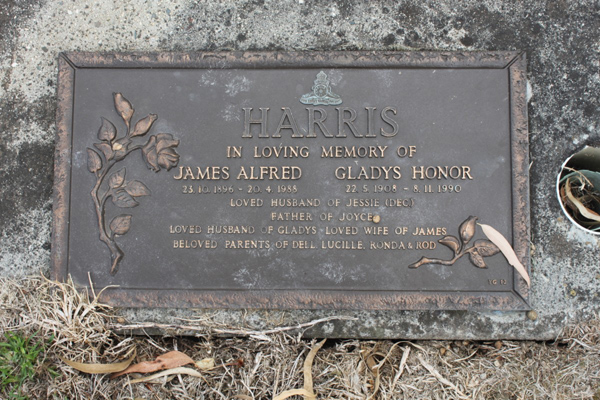 HARRIS
IN LOVING MEMORY OF
JAMES ALFRED GLADYS HONOR
23.10.1896 - 20.4.1988 22.5.1908 - 8.11.1990
LOVED HUSBAND OF JESSIE (DEC)
FATHER OF JOYCE
LOVED HUSBAND OF GLADYS - LOVED WIFE OF JAMES
BELOVED PARENTS OF DELL, LUCILLE, RONDA & ROD